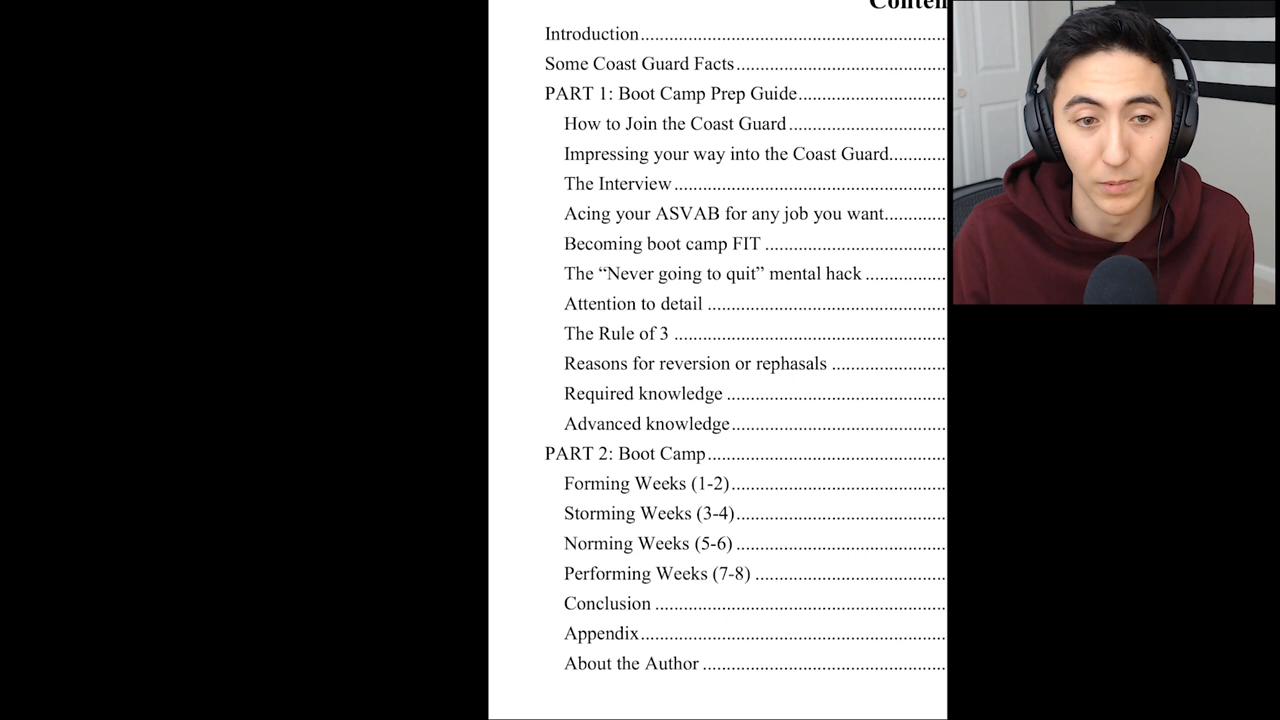 Introduction
Some Coast Guard Facts
PART 1: Boot Camp Prep Guide
How to Join the Coast Guard
Impressing your way into the Coast Guard
The Interview
Acing your ASVAB for any job you want
Becoming boot camp FIT
The “Never going to quit” mental hack
Attention to detail
The Rule of 3
Reasons for reversion or rephasals
Required knowledge
Advanced knowledge
PART 2: Boot Camp
Forming Weeks (1-2)
Storming Weeks (3-4)
Norming Weeks (5-6)
Performing Weeks (7-8)
Conclusion
Appendix
About the Author